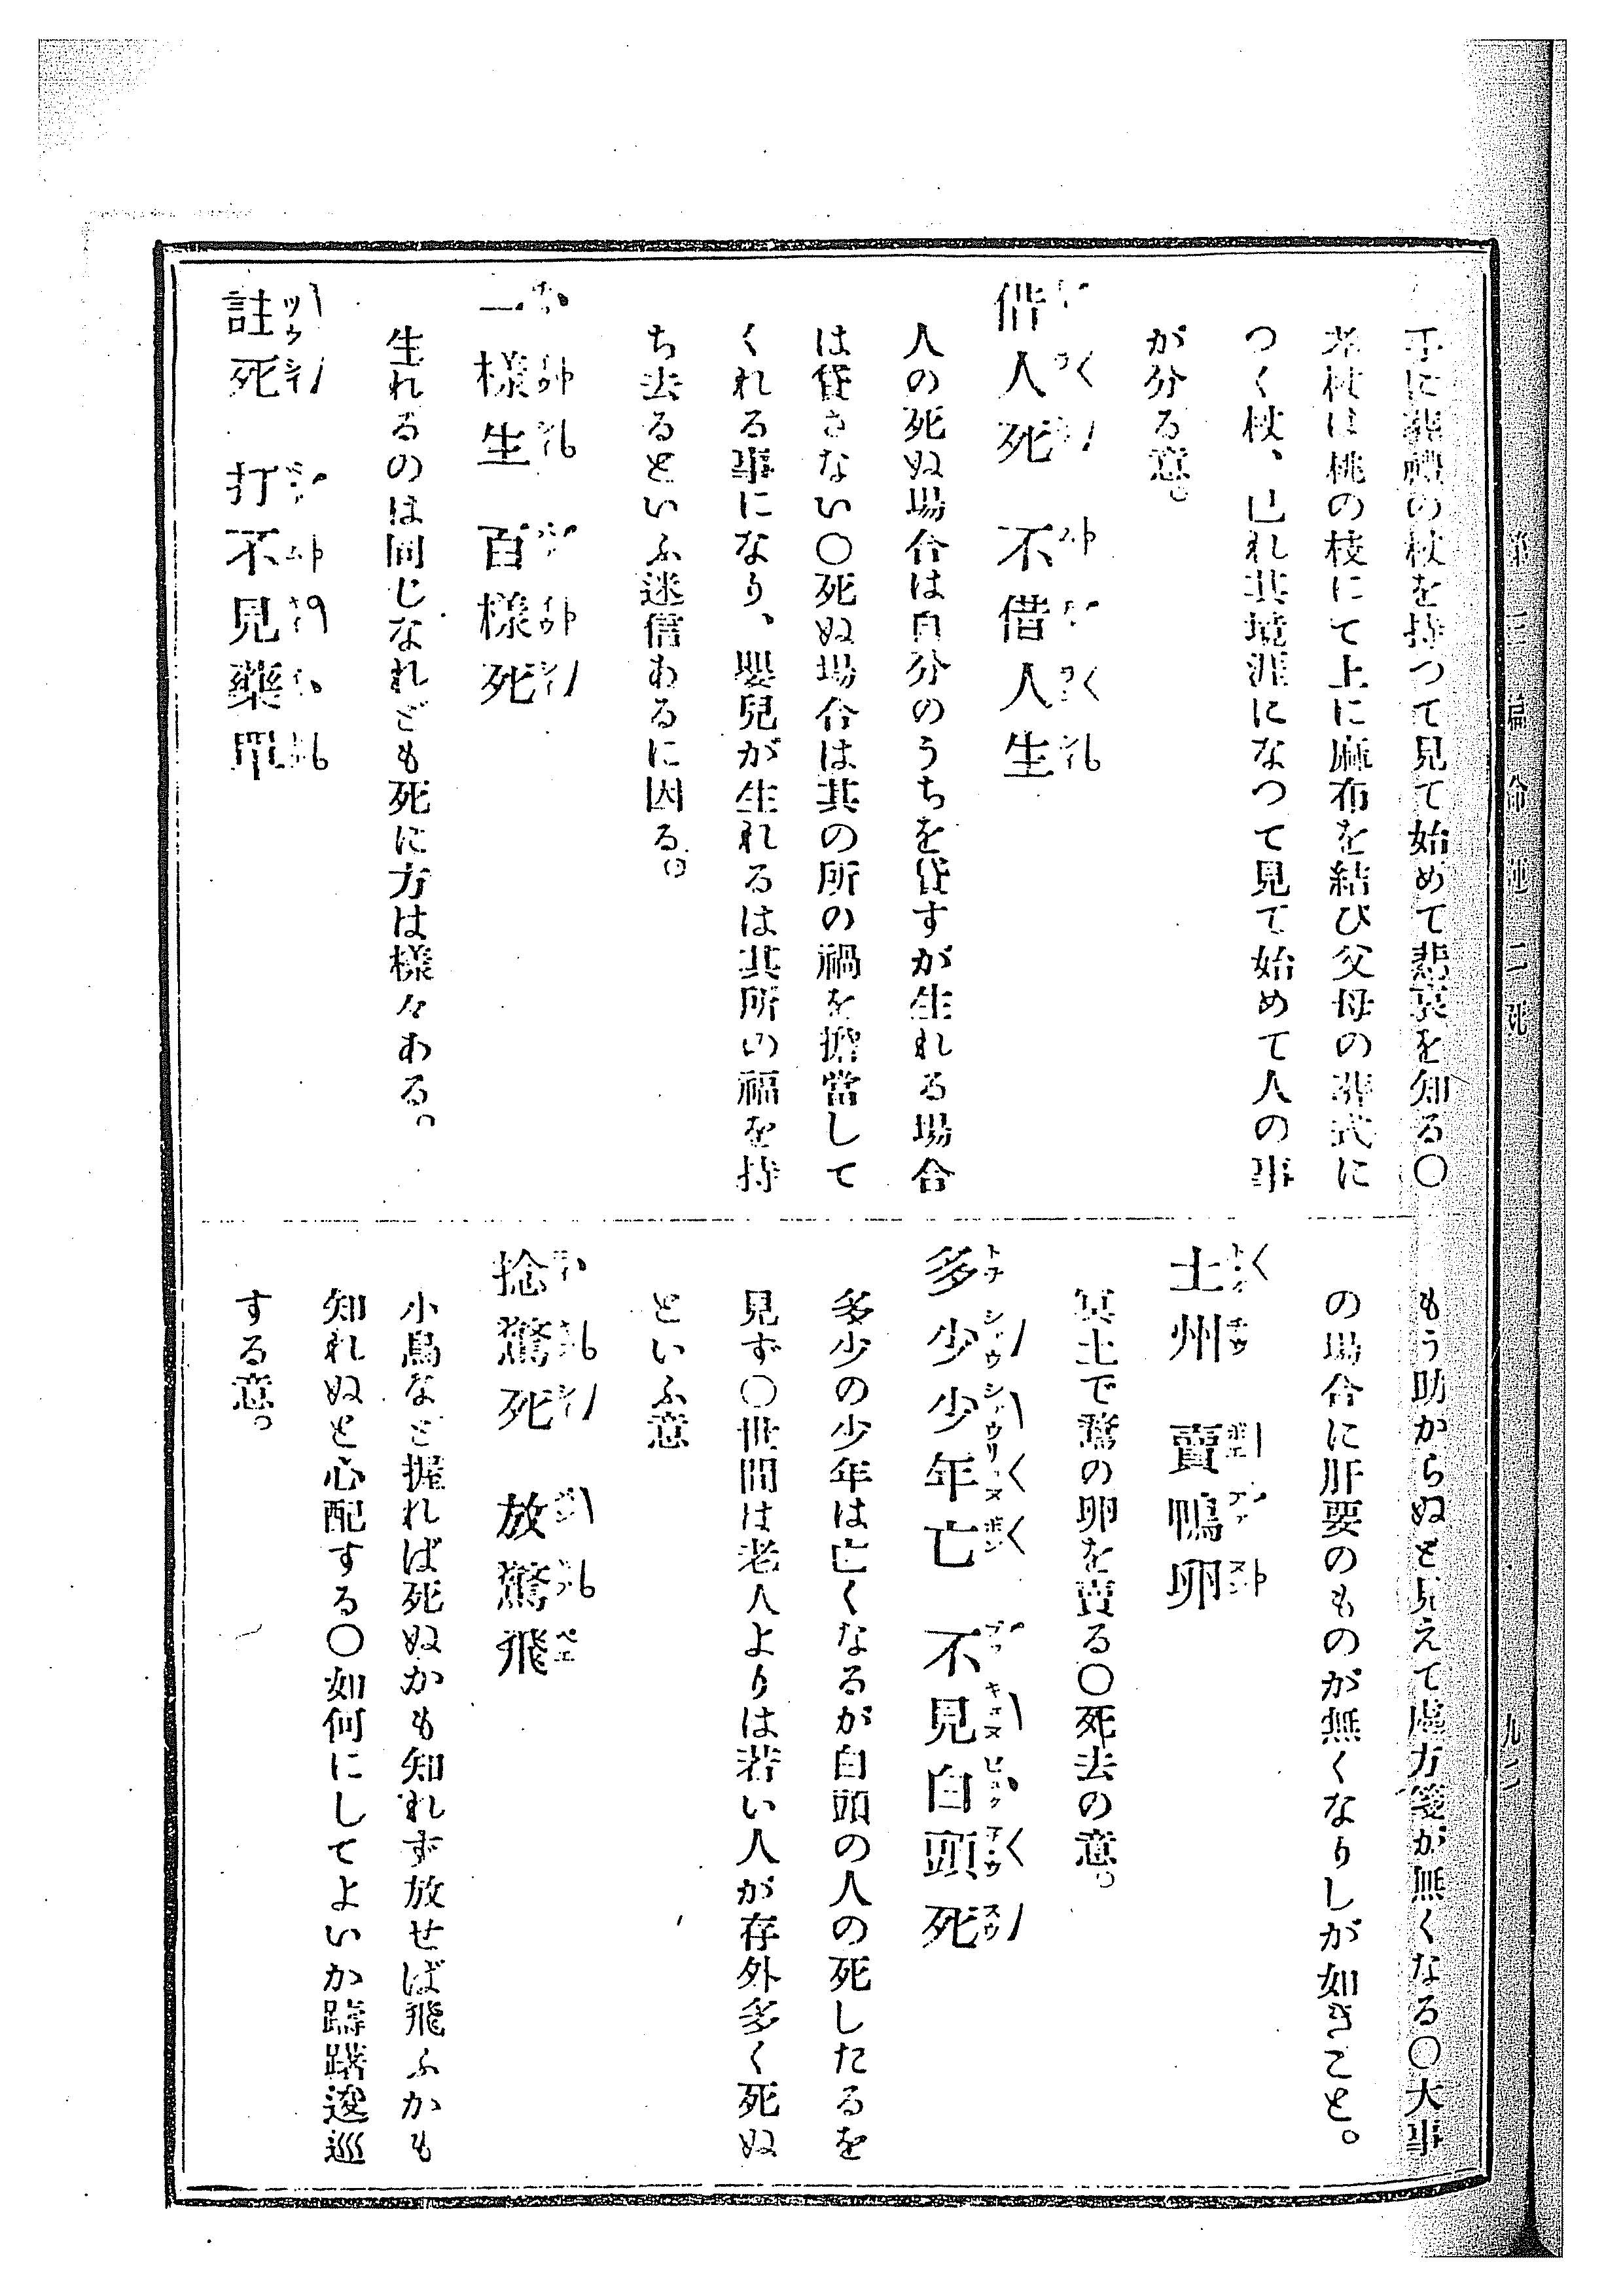 手に葬禮の杖を持つて見て始めて悲哀を知る〇
孝杖は桃の枝にて上に麻布を結び父母の葬式に
つく杖、已れ其境涯になつて見て始めて人の事
が分る意。
借人死 不借人生
人の死ぬ場合は自分のうちを貸すが生れる場合
は貸さない〇死ぬ場合は其の所の禍を擔當して
くれる事になり、嬰兒が生れるは其所の福を持
ち去るといふ迷信あるに因る。
一樣生 百樣死
生れるのは同じなれども死に方は樣々ある。
註死 打不見藥單
もう助からぬと見えて處方箋が無くなる〇大事
の場合に肝要のものが無くなりしが如きこと。
土州 賣鴨卵
冥土で鶩の卵を賣る〇死去の意。
多少少年亡 不見白頭死
多少の少年は亡くなるが白頭の人の死したるを
見ず〇世間は老人よりは若い人が存外多く死ぬ
といふ意
捻驚死 放驚飛
小鳥など握れば死ぬかも知れず放せば飛ふかも
知れぬと心配する〇如何にしてよいか躊躇逡巡
する意。
九二